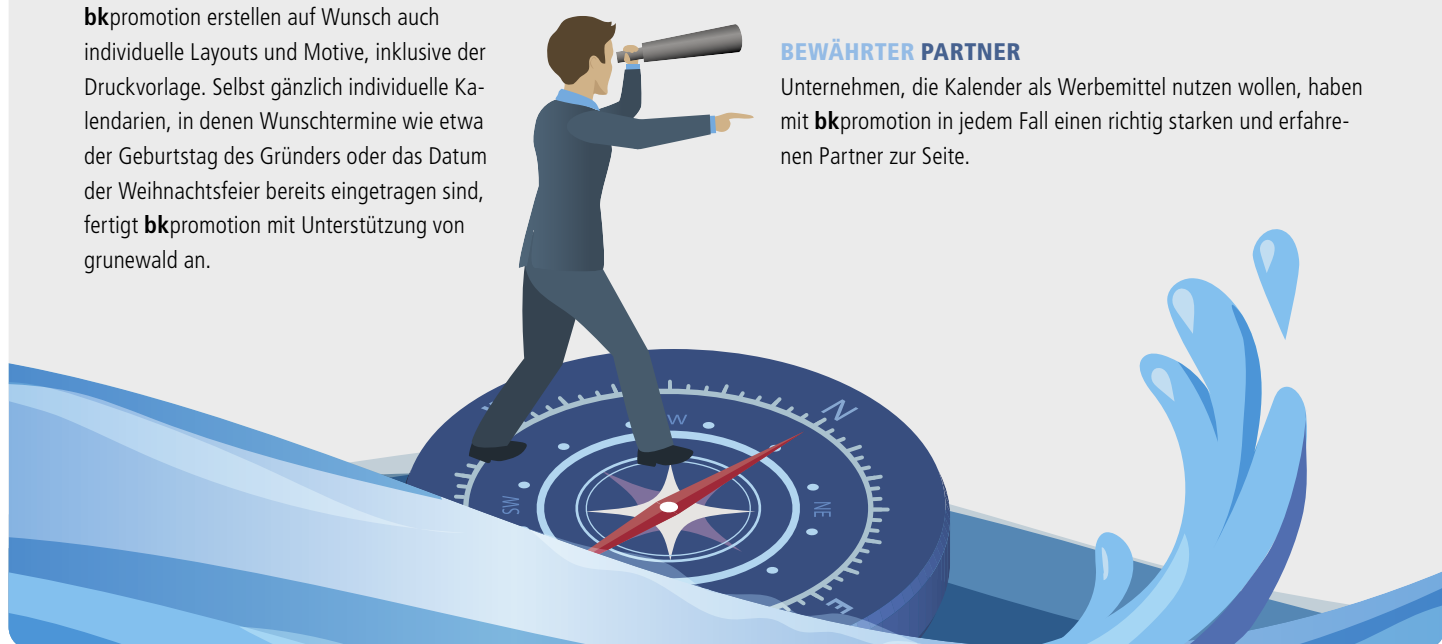 bkpromotion erstellen auf Wunsch auch
individuelle Layouts und Motive, inklusive der
Druckvorlage. Selbst gänzlich individuelle Ka-
lendarien, in denen Wunschtermine wie etwa
der Geburtstag des Gründers oder das Datum
der Weihnachtsfeier bereits eingetragen sind,
fertigt bkpromotion mit Unterstützung von
grunewald an.
BEWÄHRTER PARTNER
Unternehmen, die Kalender als Werbemittel nutzen wollen, haben
mit bkpromotion in jedem Fall einen richtig starken und erfahre-
nen Partner zur Seite.
N
SW
NE
E